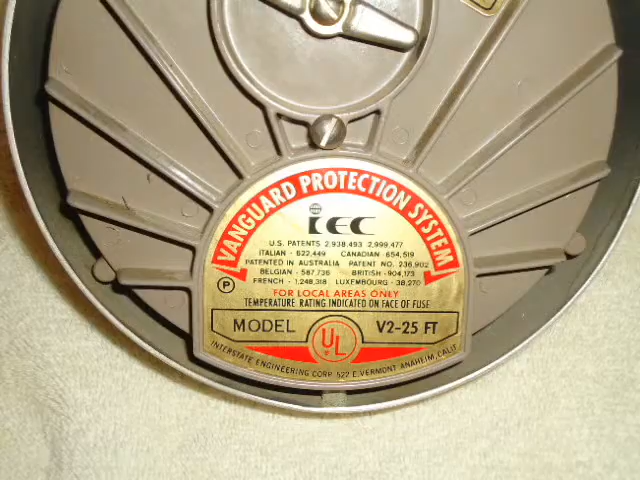 VANGUARD PROTECTION SYSTEM
iEC
U.S. PATENTS 2,938,493 2,999,477
ITALIAN - 622,449 CANADIAN 654,519
PATENTED IN AUSTRALIA PATENT NO. 236,902
BELGIAN - 587,736 BRITISH - 904,173
FRENCH - 1,248,318 LUXEMBOURG - 38,270
P
FOR LOCAL AREAS ONLY
TEMPERATURE RATING INDICATED ON FACE OF FUSE
MODEL V2-25 FT
UL
INTERSTATE ENGINEERING CORP. 522 E. VERMONT ANAHEIM, CALIF.